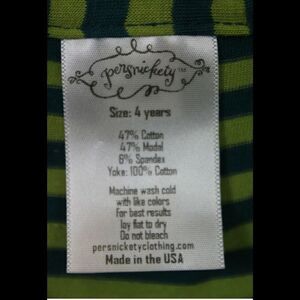 persnickety™
Size: 4 years
47% Cotton
47% Modal
6% Spandex
Yoke: 100% Cotton
Machine wash cold
with like colors
For best results
lay flat to dry
Do not bleach
persnicketyclothing.com
Made in the USA